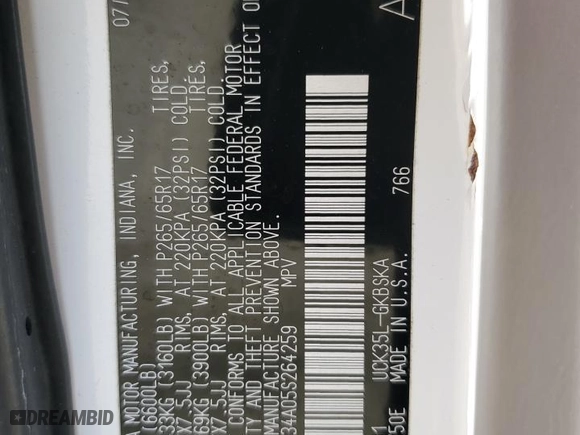 07/
A MOTOR MANUFACTURING, INDIANA, INC.
(6600LB)
33KG (3160LB) WITH P265/65R17 TIRES,
X7.5JJ RIMS, AT 220KPA (32PSI) COLD.
69KG (3900LB) WITH P265/65R17 TIRES,
X7.5JJ RIMS, AT 220KPA (32PSI) COLD.
CONFORMS TO ALL APPLICABLE FEDERAL MOTOR
TY AND THEFT PREVENTION STANDARDS IN EFFECT O
MANUFACTURE SHOWN ABOVE.
34A05S264259 MPV
A
1 UCK35L-GKBSKA 766
50E MADE IN U.S.A.
DREAMBID